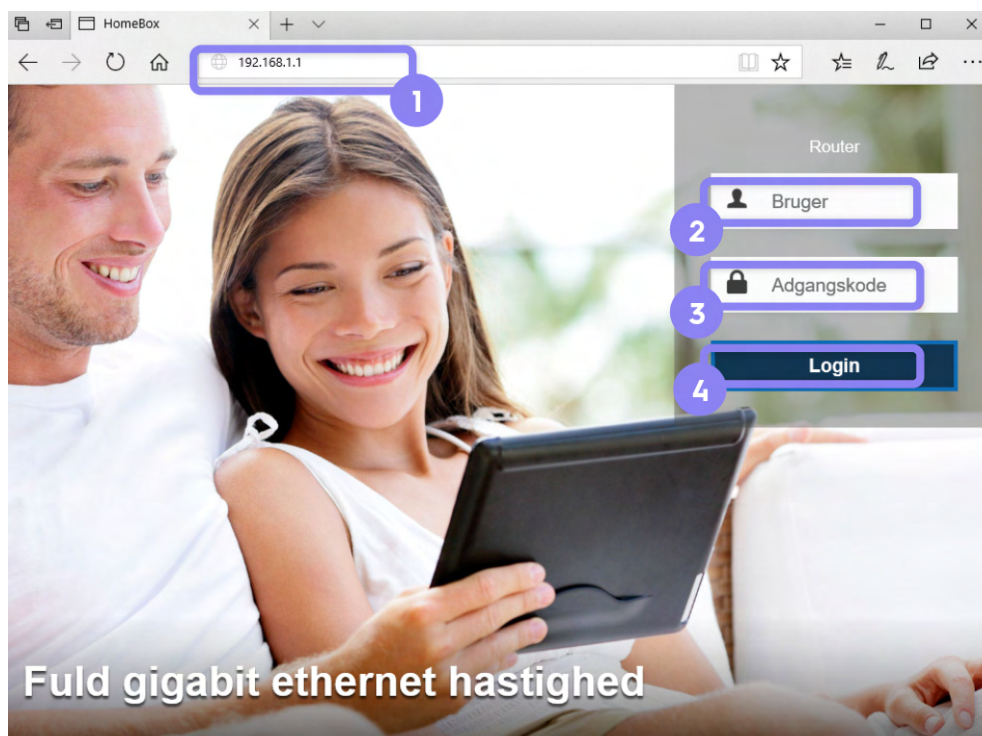 HomeBox
192.168.1.1
1
Router
Bruger
2
Adgangskode
3
Login
4
Fuld gigabit ethernet hastighed